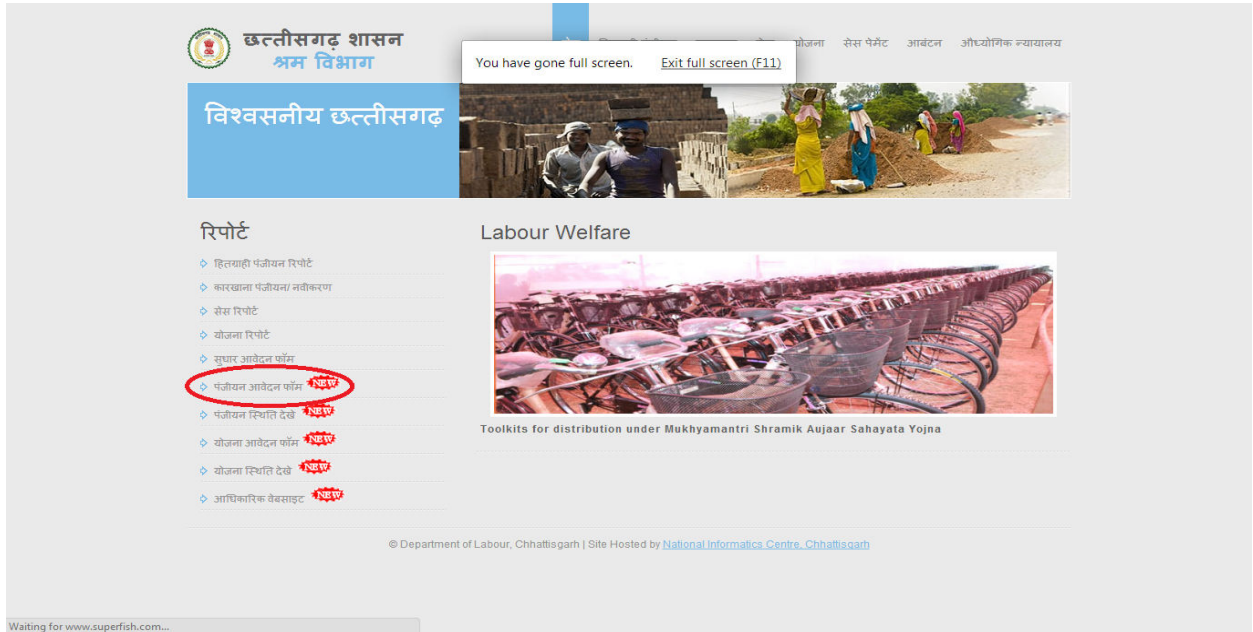 छत्तीसगढ़ शासन
श्रम विभाग
योजना सेस पेमेंट आबंटन औध्योगिक न्यायालय
You have gone full screen. Exit full screen (F11)
विश्वसनीय छत्तीसगढ़
रिपोर्ट
हितग्राही पंजीयन रिपोर्ट
कारखाना पंजीयन/ नवीकरण
सेस रिपोर्ट
योजना रिपोर्ट
सुधार आवेदन फॉम
पंजीयन आवेदन फॉम NEW
पंजीयन स्थिति देखे NEW
योजना आवेदन फॉम NEW
योजना स्थिति देखे NEW
आधिकारिक वेबसाइट NEW
Labour Welfare
Toolkits for distribution under Mukhyamantri Shramik Aujaar Sahayata Yojna
© Department of Labour, Chhattisgarh | Site Hosted by National Informatics Centre, Chhattisgarh
Waiting for www.superfish.com...